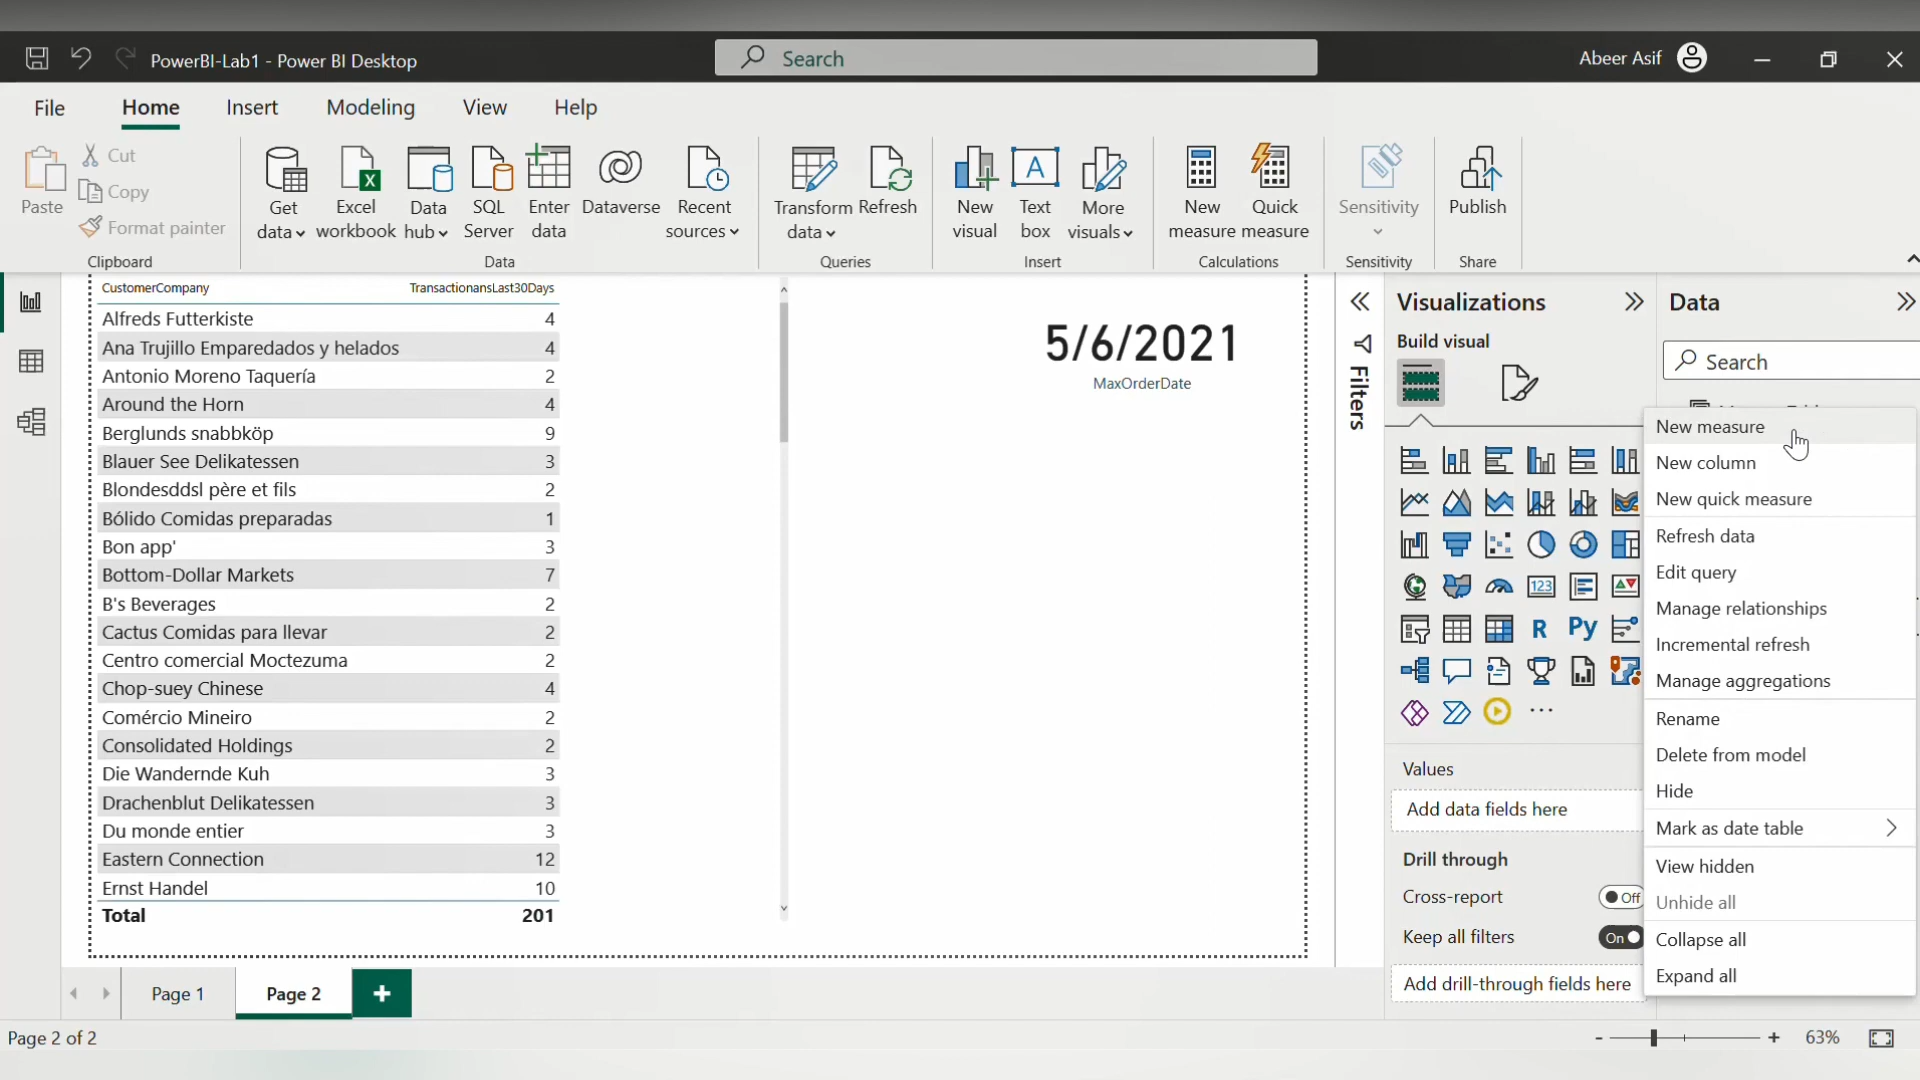 PowerBI-Lab1 - Power BI Desktop
Search
Abeer Asif
File
Home
Insert
Modeling
View
Help
Paste
Cut
Copy
Format painter
Clipboard
Get data
Excel workbook
Data hub
SQL Server
Enter data
Dataverse
Recent sources
Data
Transform data
Refresh
Queries
New visual
A
Text box
More visuals
Insert
New measure
Quick measure
Calculations
Sensitivity
Sensitivity
Publish
Share
CustomerCompany TransactionansLast30Days
Alfreds Futterkiste 4
Ana Trujillo Emparedados y helados 4
Antonio Moreno Taquería 2
Around the Horn 4
Berglunds snabbköp 9
Blauer See Delikatessen 3
Blondesddsl père et fils 2
Bólido Comidas preparadas 1
Bon app' 3
Bottom-Dollar Markets 7
B's Beverages 2
Cactus Comidas para llevar 2
Centro comercial Moctezuma 2
Chop-suey Chinese 4
Comércio Mineiro 2
Consolidated Holdings 2
Die Wandernde Kuh 3
Drachenblut Delikatessen 3
Du monde entier 3
Eastern Connection 12
Ernst Handel 10
Total 201
5/6/2021
MaxOrderDate
Filters
Visualizations
Build visual
123
R
Py
Values
Add data fields here
Drill through
Cross-report
Off
Keep all filters
On
Add drill-through fields here
Data
Search
New measure
New column
New quick measure
Refresh data
Edit query
Manage relationships
Incremental refresh
Manage aggregations
Rename
Delete from model
Hide
Mark as date table
View hidden
Unhide all
Collapse all
Expand all
Page 1
Page 2
Page 2 of 2
63%